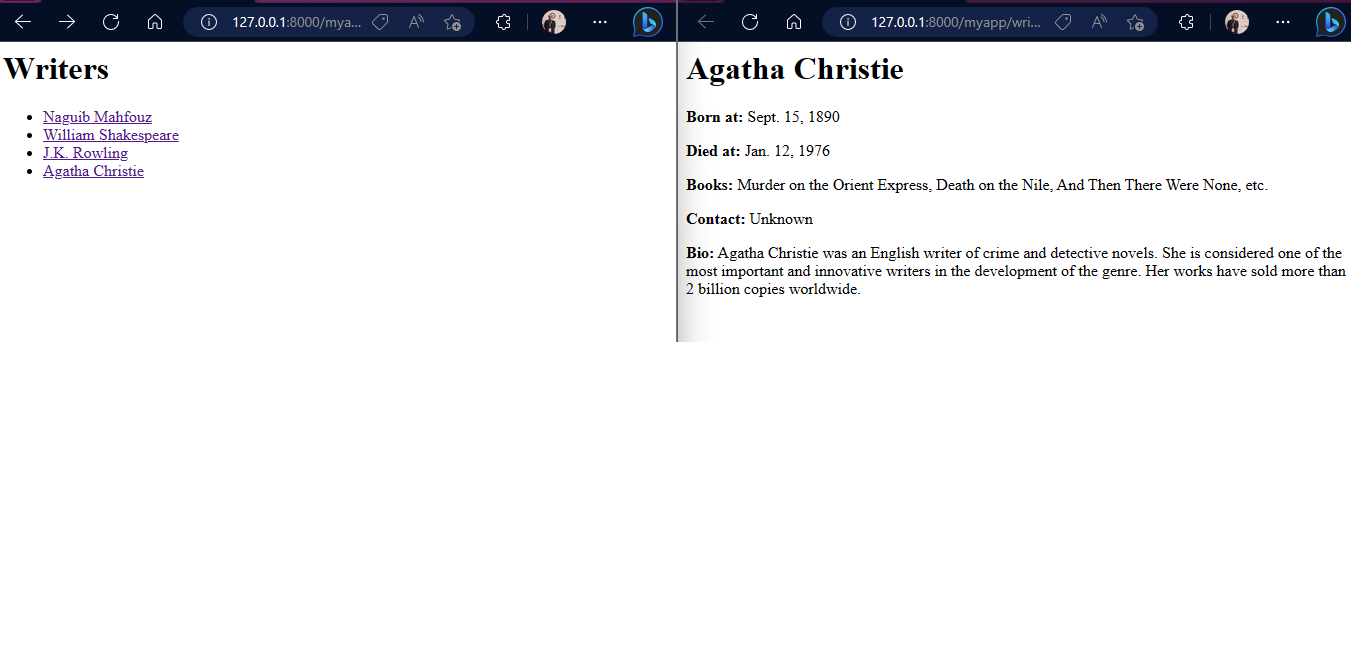 127.0.0.1:8000/mya...
Writers
Naguib Mahfouz
William Shakespeare
J.K. Rowling
Agatha Christie
127.0.0.1:8000/myapp/wri...
Agatha Christie
Born at: Sept. 15, 1890
Died at: Jan. 12, 1976
Books: Murder on the Orient Express, Death on the Nile, And Then There Were None, etc.
Contact: Unknown
Bio: Agatha Christie was an English writer of crime and detective novels. She is considered one of the
most important and innovative writers in the development of the genre. Her works have sold more than
2 billion copies worldwide.